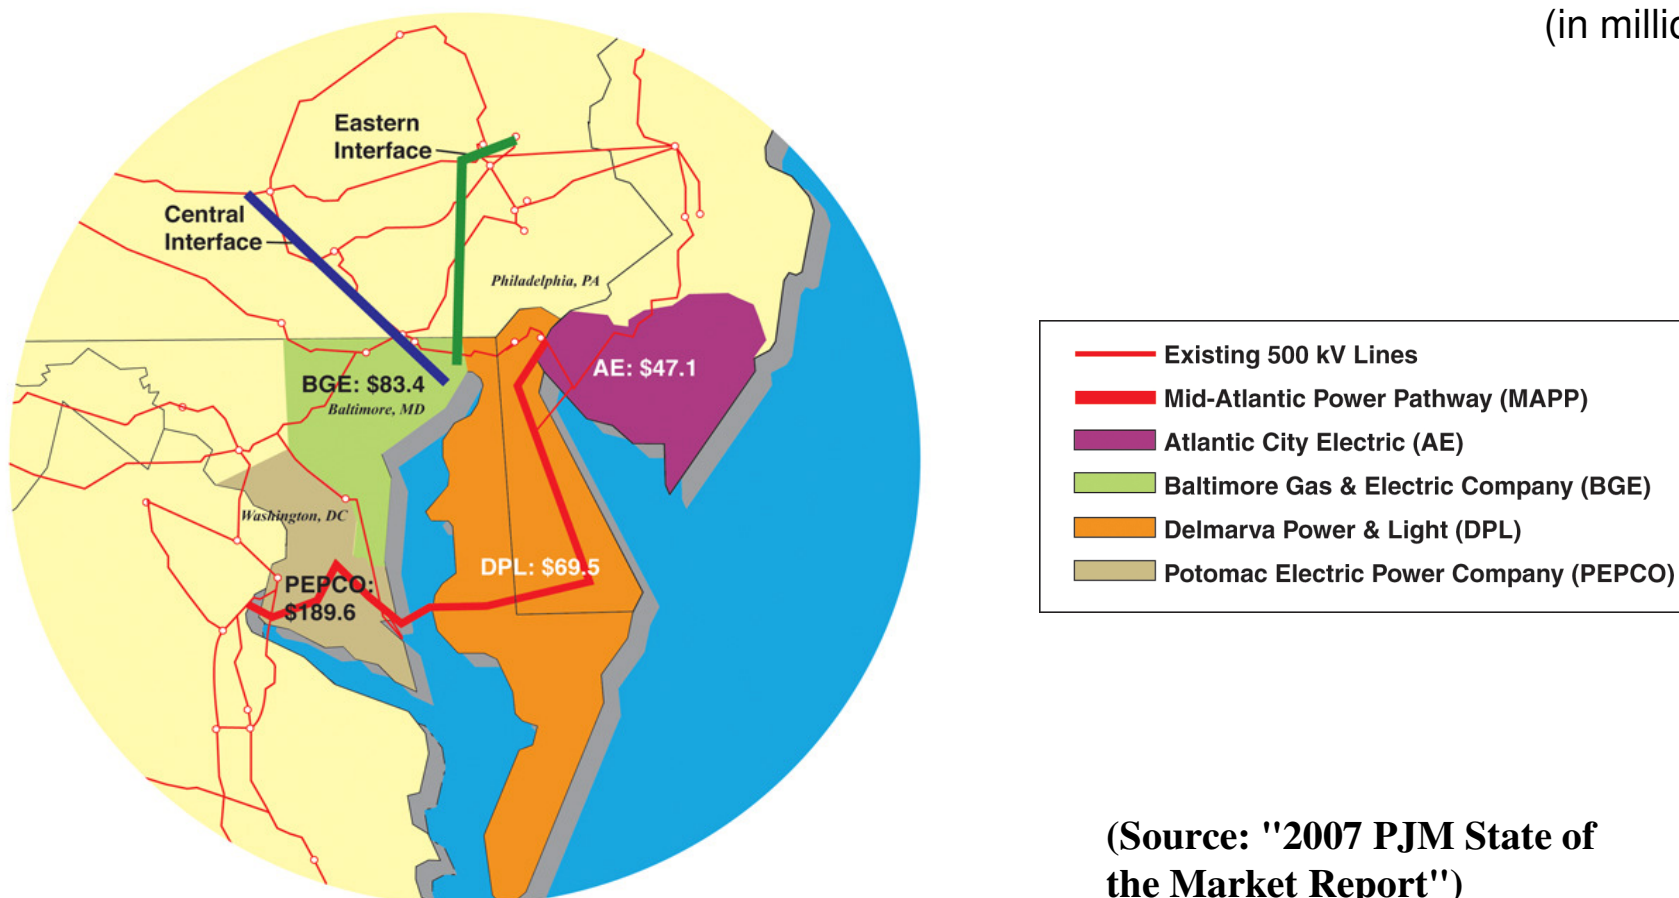 (in millio
Eastern
Interface
Central
Interface
Philadelphia, PA
AE: $47.1
BGE: $83.4
Baltimore, MD
Washington, DC
DPL: $69.5
PEPCO:
$189.6
Existing 500 kV Lines
Mid-Atlantic Power Pathway (MAPP)
Atlantic City Electric (AE)
Baltimore Gas & Electric Company (BGE)
Delmarva Power & Light (DPL)
Potomac Electric Power Company (PEPCO)
(Source: "2007 PJM State of
the Market Report")